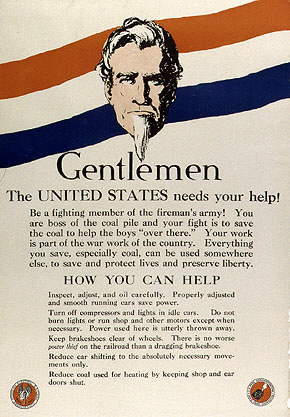 Gentlemen
The UNITED STATES needs your help!
Be a fighting member of the fireman's army! You
are boss of the coal pile and your fight is to save
the coal to help the boys "over there." Your work
is part of the war work of the country. Everything
you save, especially coal, can be used somewhere
else, to save and protect lives and preserve liberty.
HOW YOU CAN HELP
Inspect, adjust, and oil carefully. Properly adjusted
and smooth running cars save power.
Turn off compressors and lights in idle cars. Do not
burn lights or run shop and other motors except when
necessary. Power used here is utterly thrown away.
Keep brakeshoes clear of wheels. There is no worse
power thief on the railroad than a dragging brakeshoe.
Reduce car shifting to the absolutely necessary move-
ments only.
Reduce coal used for heating by keeping shop and car
doors shut.